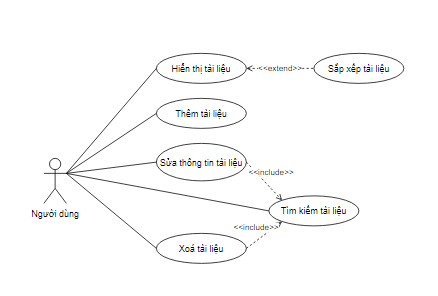 Hiển thị tài liệu
<<extend>>
Sắp xếp tài liệu
Thêm tài liệu
Sửa thông tin tài liệu
<<include>>
Người dùng
Tìm kiếm tài liệu
<<include>>
Xoá tài liệu